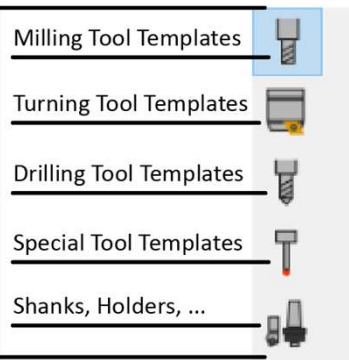 Milling Tool Templates
Turning Tool Templates
Drilling Tool Templates
Special Tool Templates
Shanks, Holders, ...